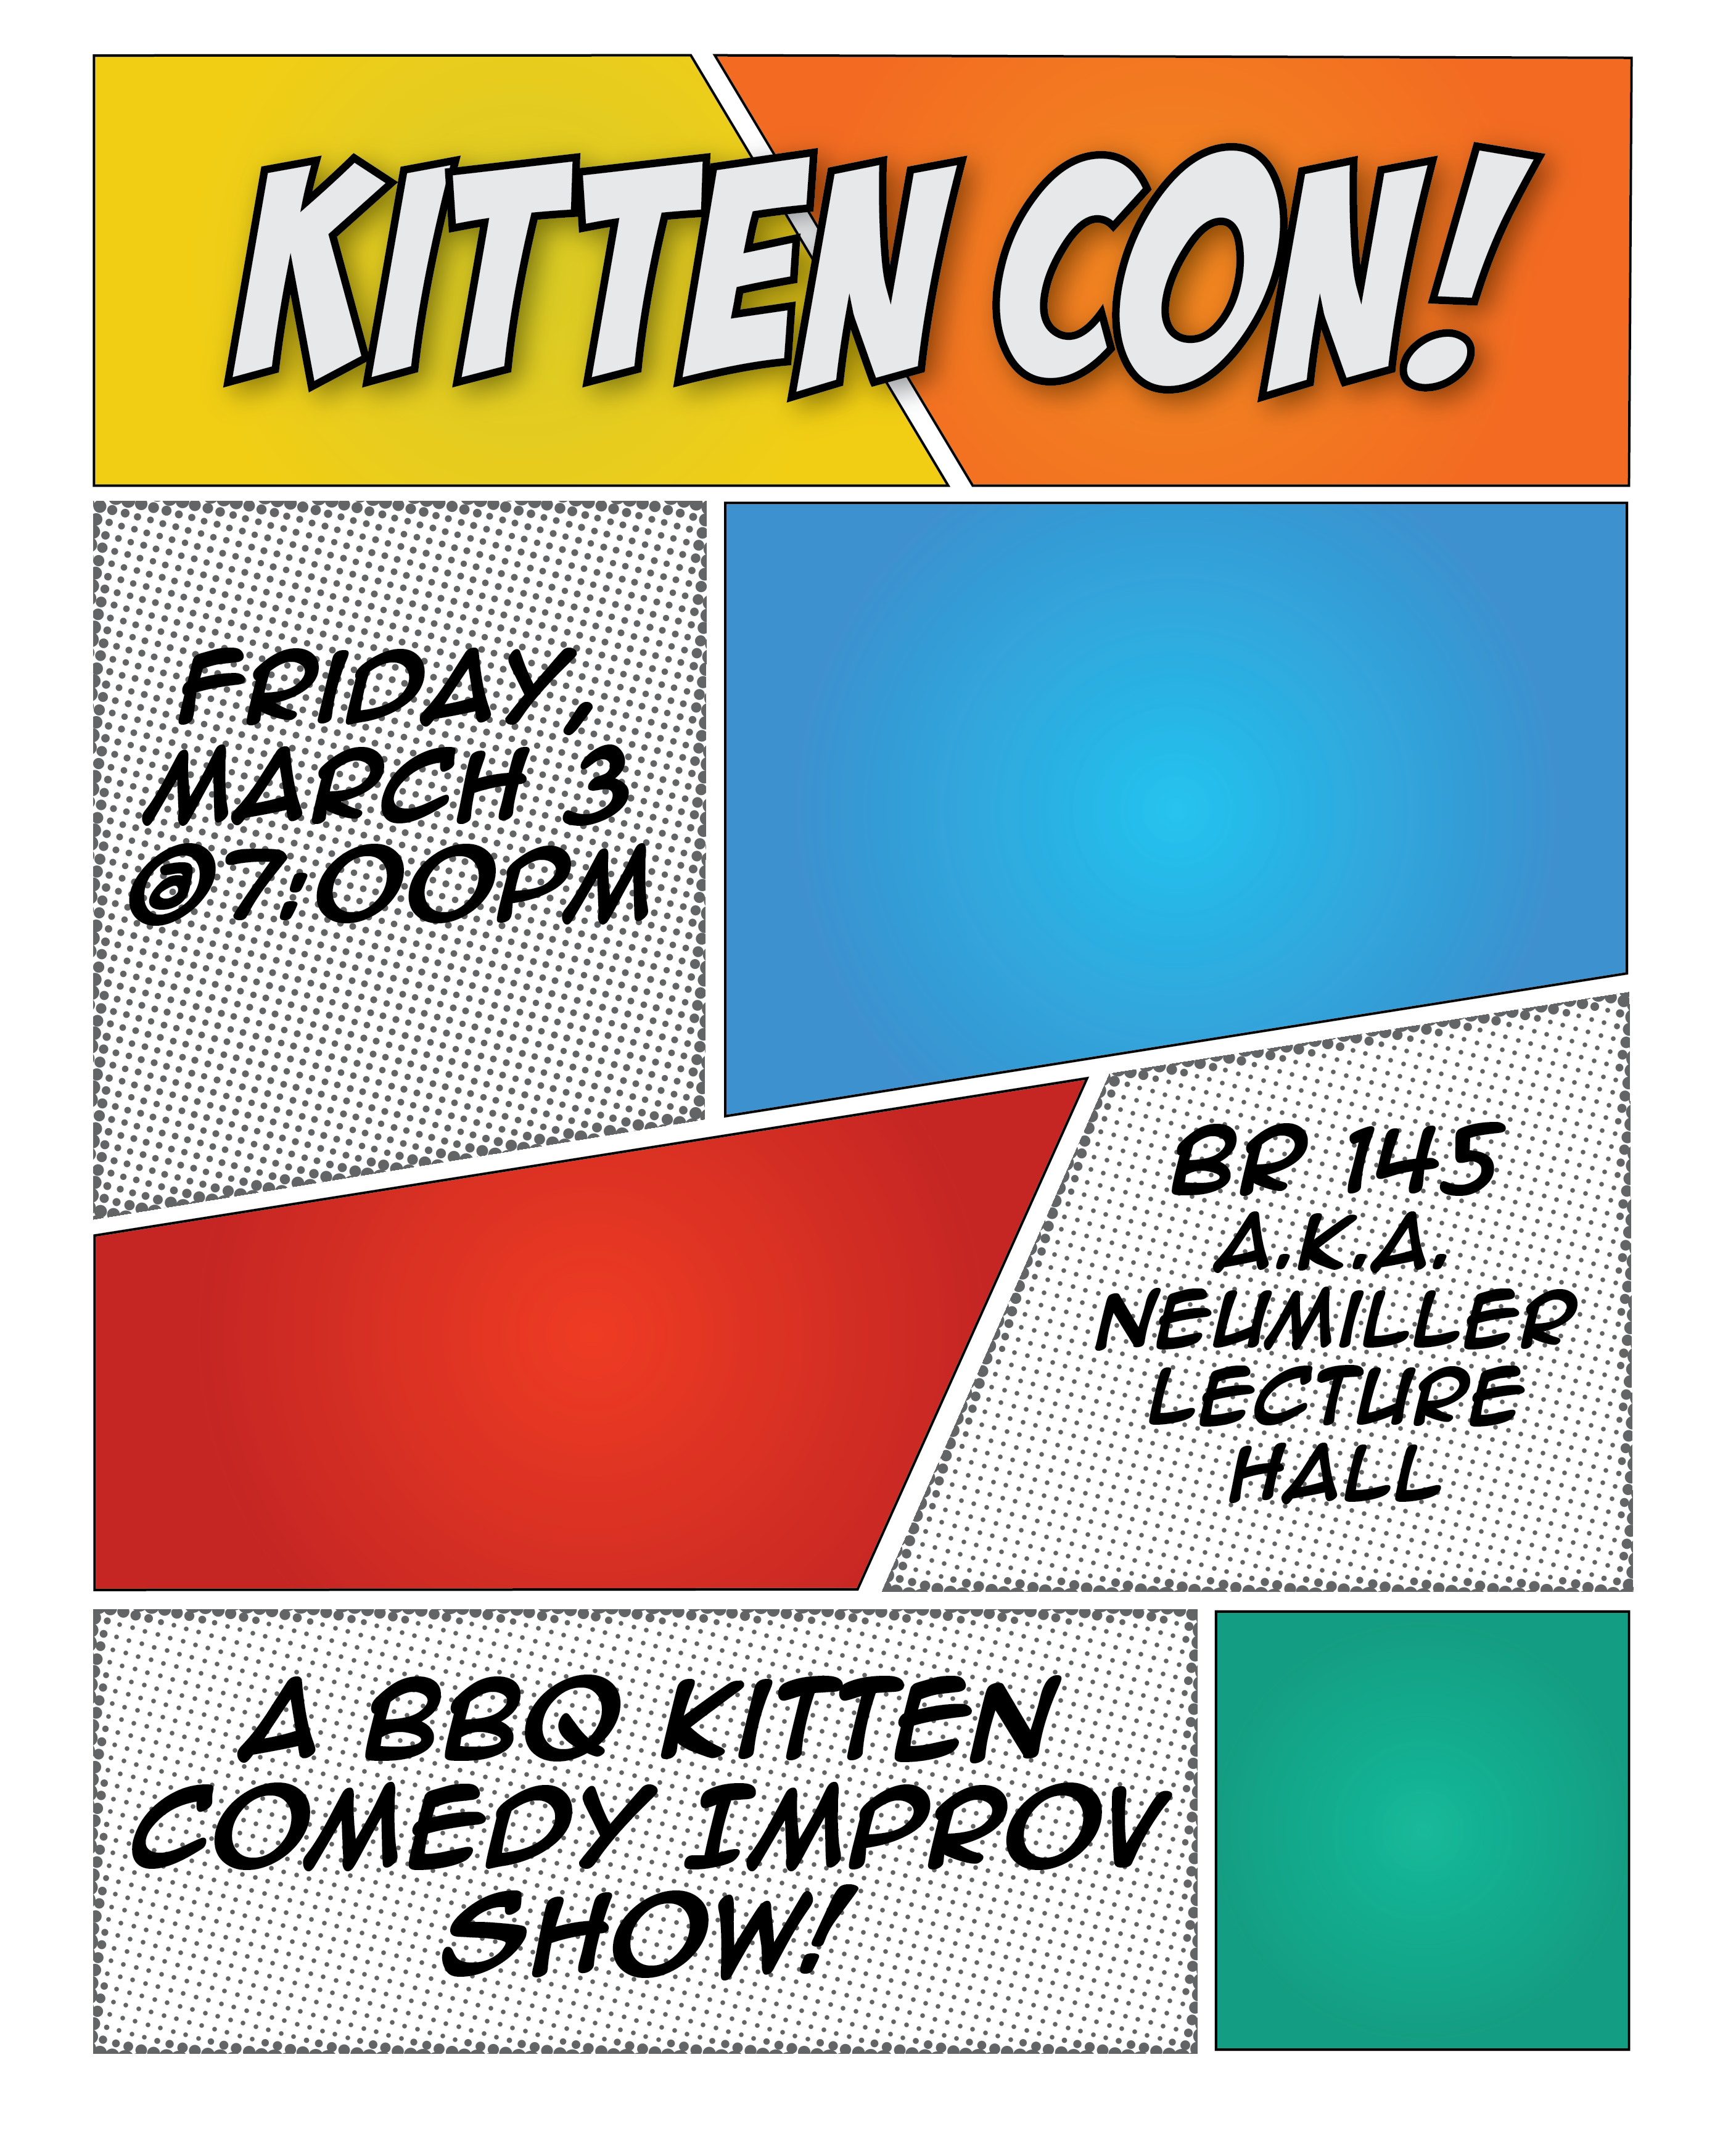 KITTEN CON!
FRIDAY,
MARCH 3
@7:00PM
BR 145
A.K.A.
NEUMILLER
LECTURE
HALL
A BBQ KITTEN
COMEDY IMPROV
SHOW!